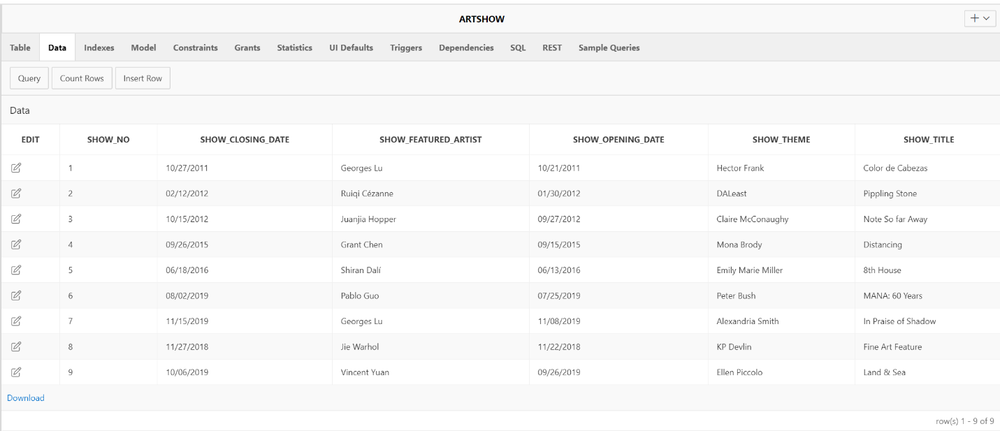 ARTSHOW
Table Data Indexes Model Constraints Grants Statistics UI Defaults Triggers Dependencies SQL REST Sample Queries
Query Count Rows Insert Row
Data
EDIT SHOW_NO SHOW_CLOSING_DATE SHOW_FEATURED_ARTIST SHOW_OPENING_DATE SHOW_THEME SHOW_TITLE
1 10/27/2011 Georges Lu 10/21/2011 Hector Frank Color de Cabezas
2 02/12/2012 Ruiqi Cézanne 01/30/2012 DALeast Pippling Stone
3 10/15/2012 Juanjia Hopper 09/27/2012 Claire McConaughy Note So far Away
4 09/26/2015 Grant Chen 09/15/2015 Mona Brody Distancing
5 06/18/2016 Shiran Dalí 06/13/2016 Emily Marie Miller 8th House
6 08/02/2019 Pablo Guo 07/25/2019 Peter Bush MANA: 60 Years
7 11/15/2019 Georges Lu 11/08/2019 Alexandria Smith In Praise of Shadow
8 11/27/2018 Jie Warhol 11/22/2018 KP Devlin Fine Art Feature
9 10/06/2019 Vincent Yuan 09/26/2019 Ellen Piccolo Land & Sea
Download
row(s) 1 - 9 of 9